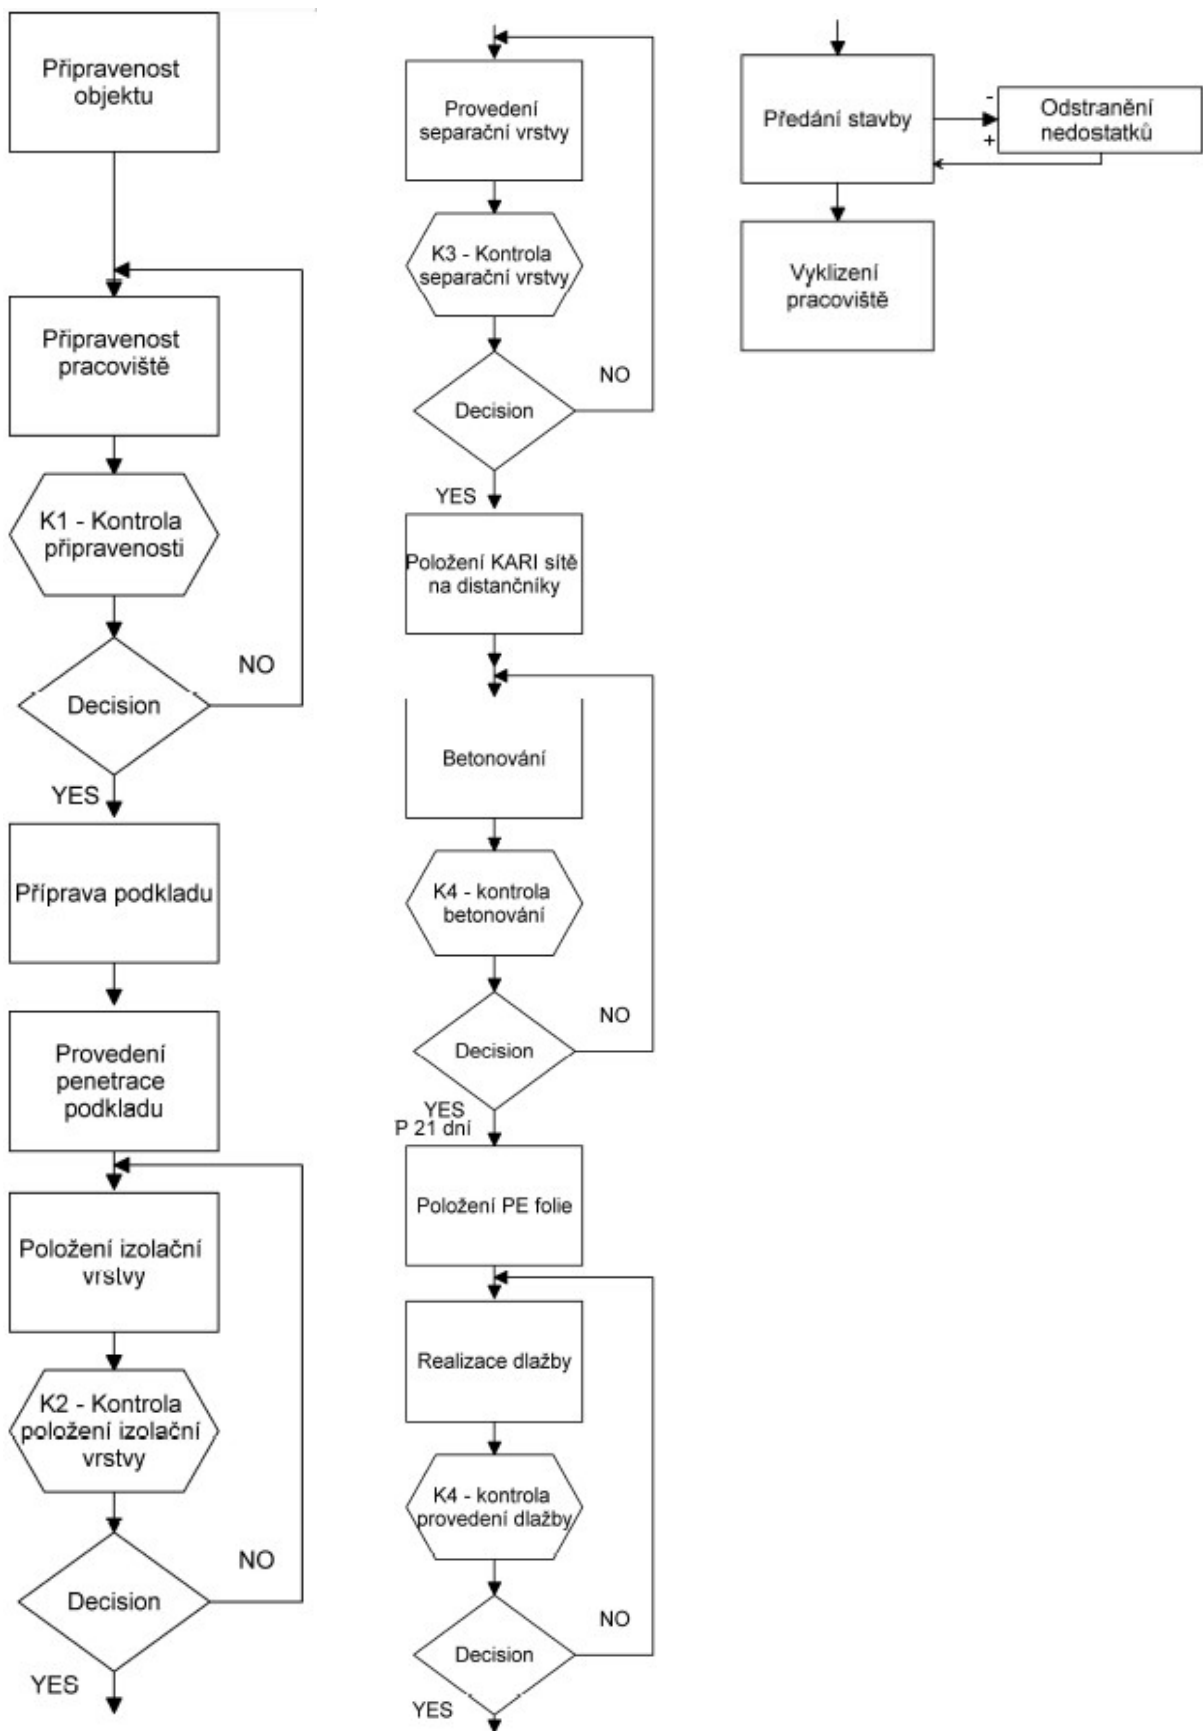 Připravenost
objektu
Připravenost
pracoviště
K1 - Kontrola
připravenosti
NO
Decision
YES
Příprava podkladu
Provedení
penetrace
podkladu
Položení izolační
vrstvy
K2 - Kontrola
položení izolační
vrstvy
NO
Decision
YES
Provedení
separační vrstvy
K3 - Kontrola
separační vrstvy
NO
Decision
YES
Položení KARI sítě
na distančníky
Betonování
K4 - kontrola
betonování
NO
Decision
YES
P 21 dní
Položení PE folie
Realizace dlažby
K4 - kontrola
provedení dlažby
NO
Decision
YES
Předání stavby
-
+
Odstranění
nedostatků
Vyklizení
pracoviště